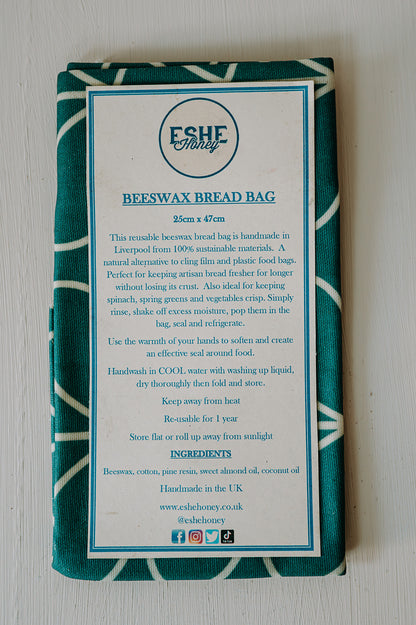 ESHE
Honey
BEESWAX BREAD BAG
25cm x 47cm
This reusable beeswax bread bag is handmade in
Liverpool from 100% sustainable materials. A
natural alternative to cling film and plastic food bags.
Perfect for keeping artisan bread fresher for longer
without losing its crust. Also ideal for keeping
spinach, spring greens and vegetables crisp. Simply
rinse, shake off excess moisture, pop them in the
bag, seal and refrigerate.
Use the warmth of your hands to soften and create
an effective seal around food.
Handwash in COOL water with washing up liquid,
dry thoroughly then fold and store.
Keep away from heat
Re-usable for 1 year
Store flat or roll up away from sunlight
INGREDIENTS
Beeswax, cotton, pine resin, sweet almond oil, coconut oil
Handmade in the UK
www.eshehoney.co.uk
@eshehoney